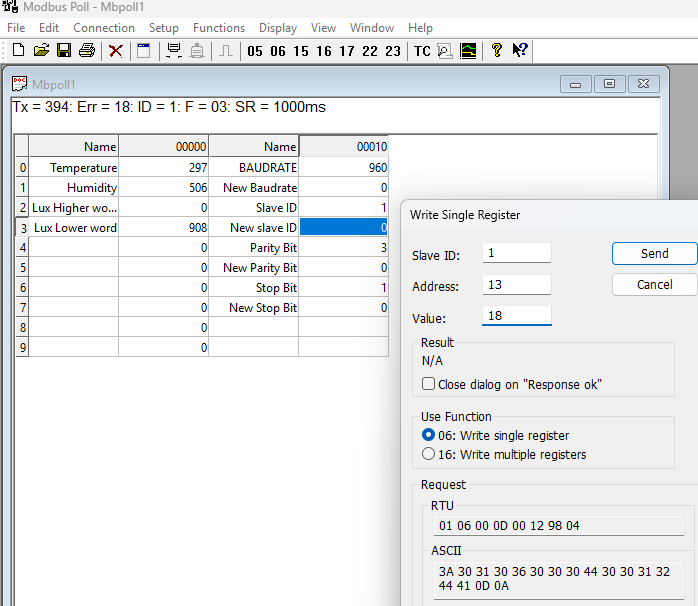 Modbus Poll - Mbpoll1
File Edit Connection Setup Functions Display View Window Help
05 06 15 16 17 22 23 TC
Mbpoll1
Tx = 394: Err = 18: ID = 1: F = 03: SR = 1000ms
Name 00000 Name 00010
0 Temperature 297 BAUDRATE 960
1 Humidity 506 New Baudrate 0
2 Lux Higher wo... 0 Slave ID 1
3 Lux Lower word 908 New slave ID 0
4 0 Parity Bit 3
5 0 New Parity Bit 0
6 0 Stop Bit 1
7 0 New Stop Bit 0
8 0
9 0
Write Single Register
Slave ID: 1 Send
Address: 13 Cancel
Value: 18
Result
N/A
Close dialog on "Response ok"
Use Function
06: Write single register
16: Write multiple registers
Request
RTU
01 06 00 0D 00 12 98 04
ASCII
3A 30 31 30 36 30 30 30 44 30 30 31 32
44 41 0D 0A